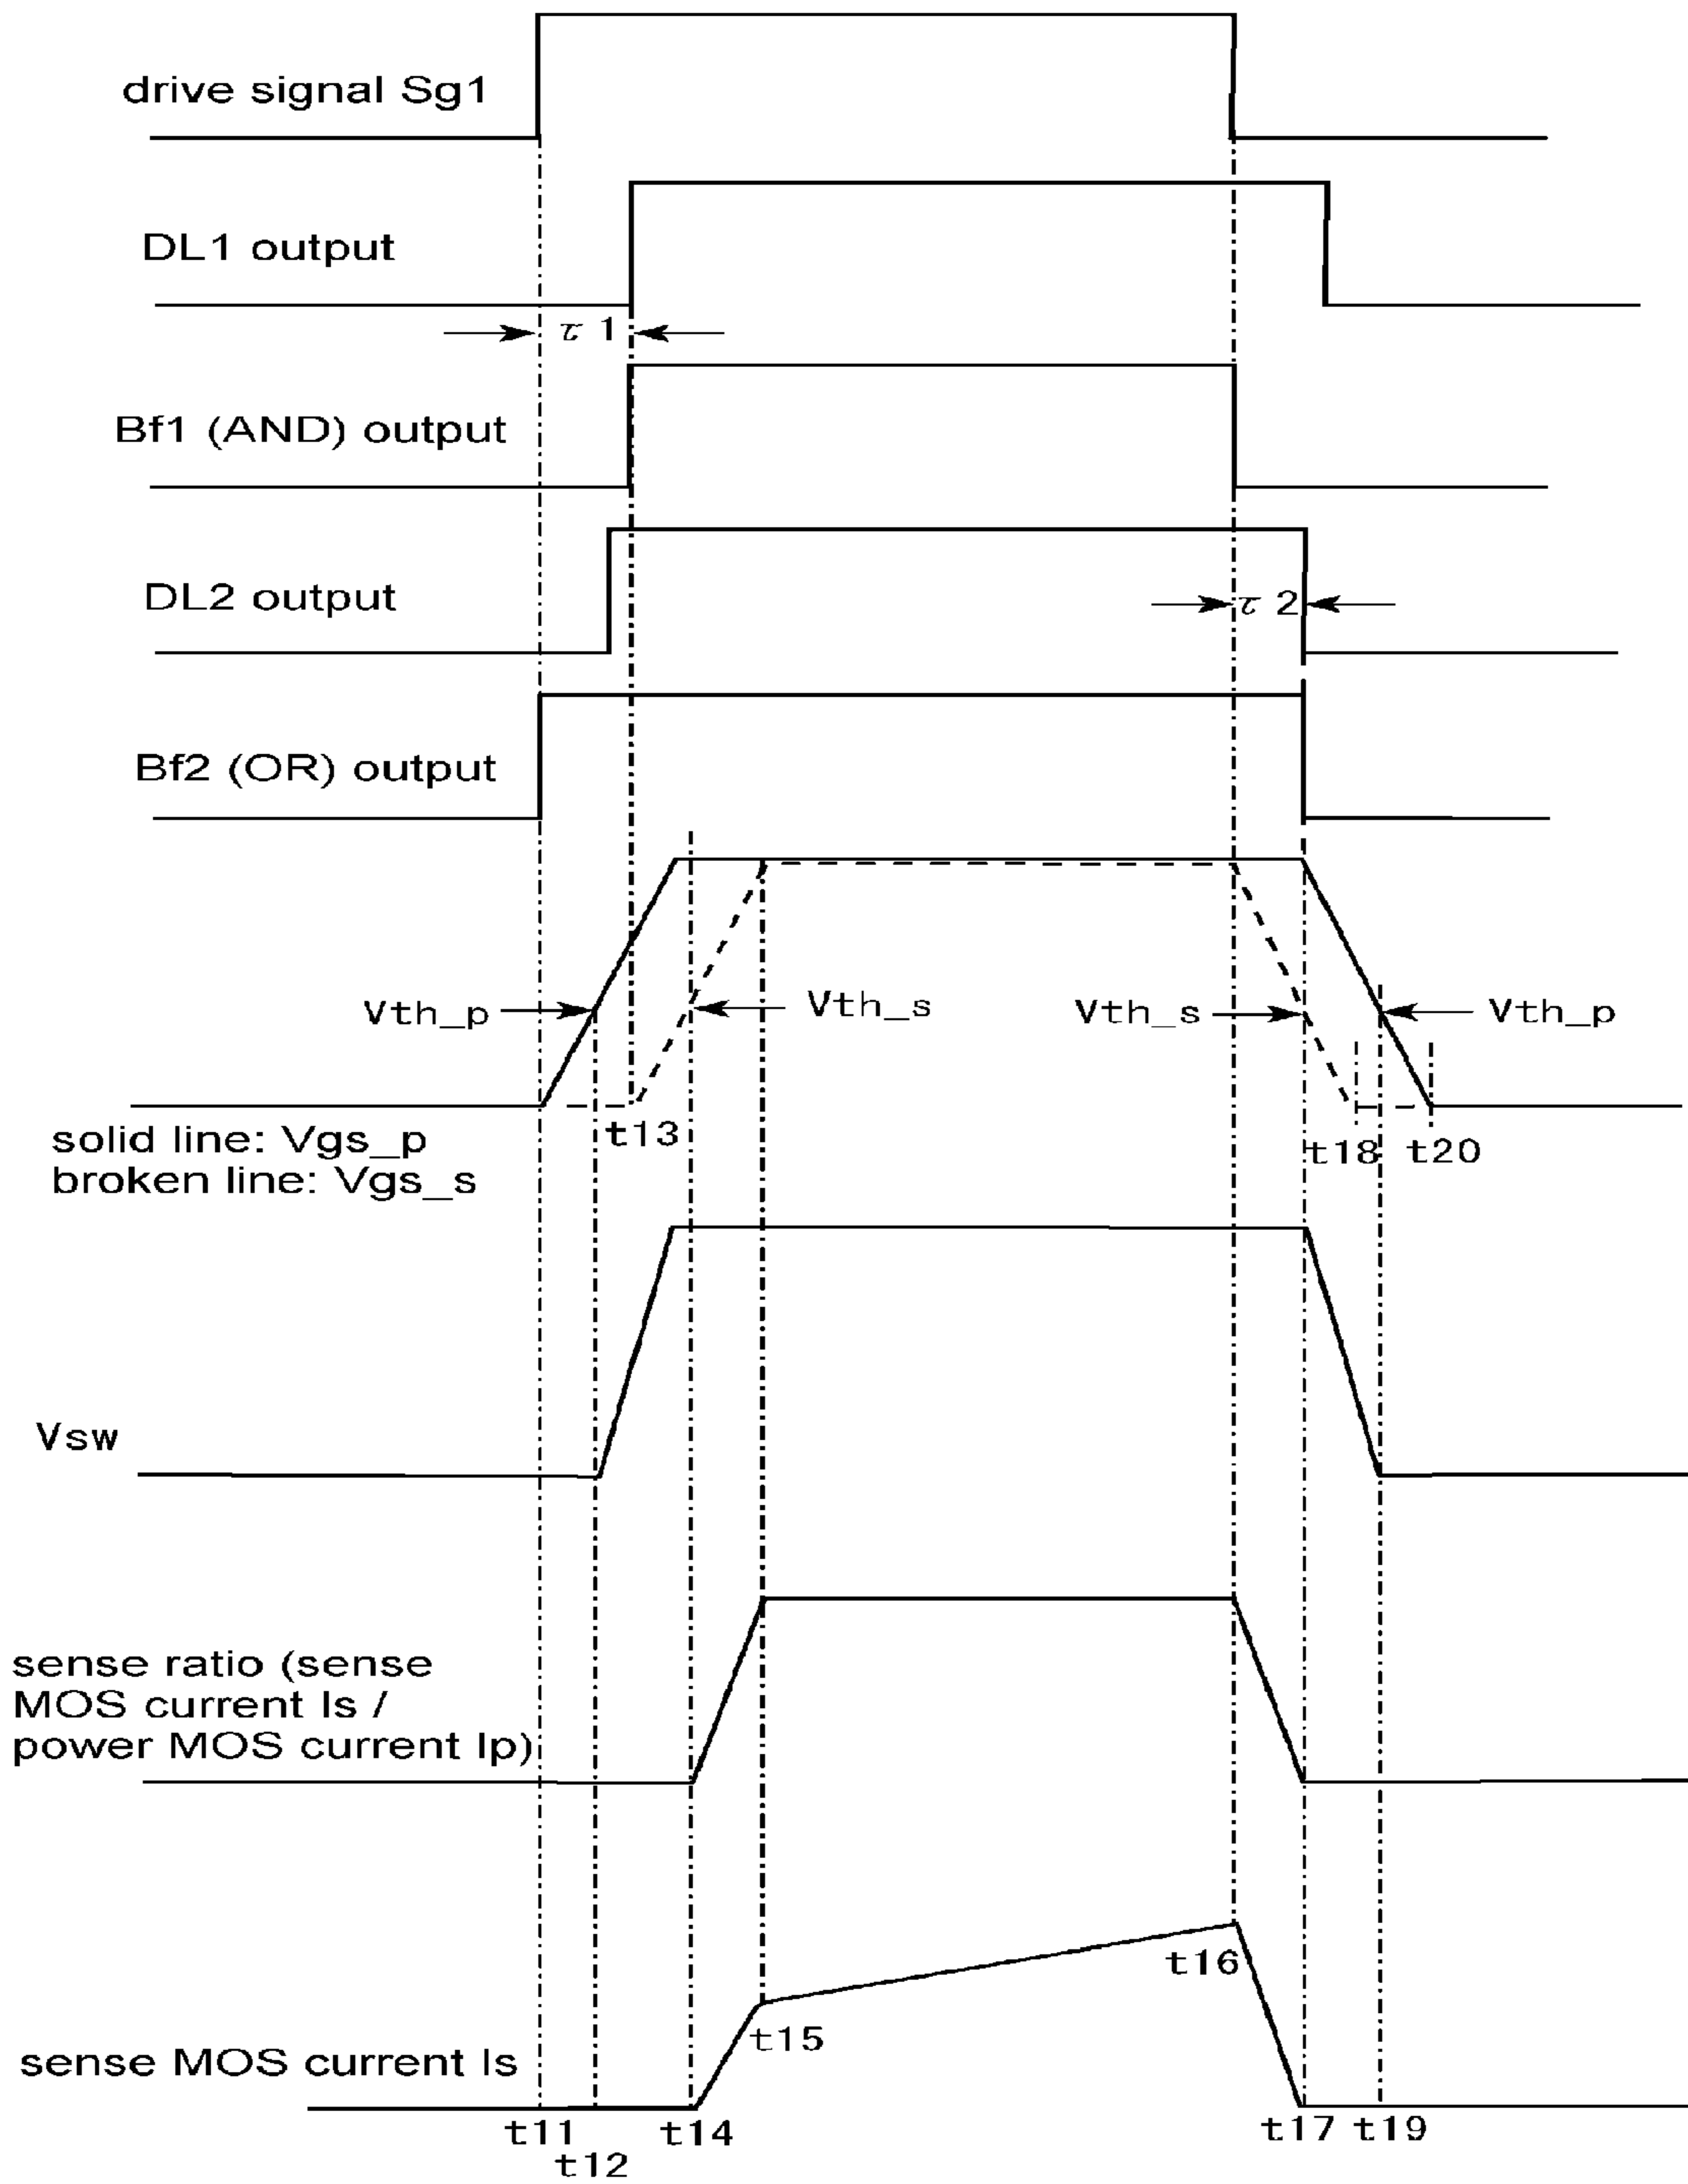 drive signal Sg1
DL1 output
τ 1
Bf1 (AND) output
DL2 output
τ 2
Bf2 (OR) output
Vth_p
Vth_s
Vth_s
Vth_p
t13
t18
t20
solid line: Vgs_p
broken line: Vgs_s
Vsw
sense ratio (sense
MOS current Is /
power MOS current Ip)
t16
t15
sense MOS current Is
t11
t12
t14
t17
t19